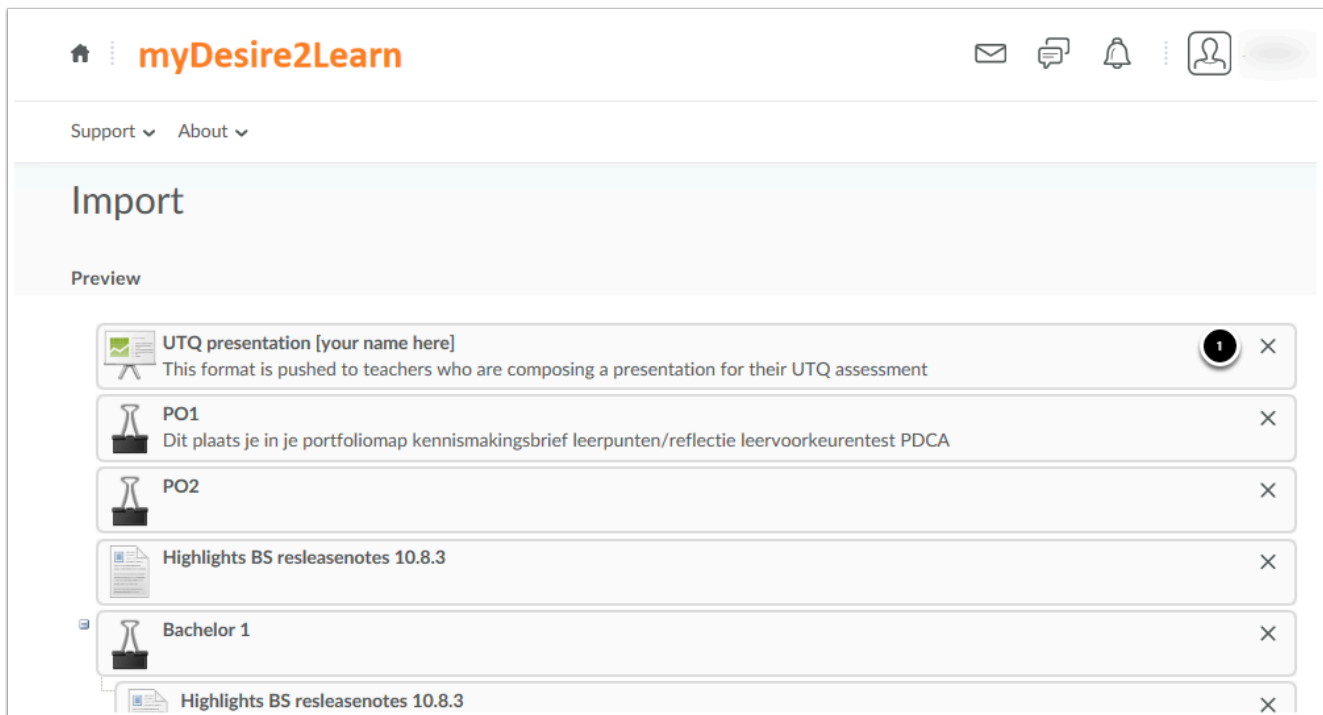 myDesire2Learn
Support About
Import
Preview
UTQ presentation [your name here]
1
This format is pushed to teachers who are composing a presentation for their UTQ assessment
PO1
Dit plaats je in je portfoliomap kennismakingsbrief leerpunten/reflectie leervoorkeurentest PDCA
PO2
Highlights BS resleasenotes 10.8.3
Bachelor 1
Highlights BS resleasenotes 10.8.3